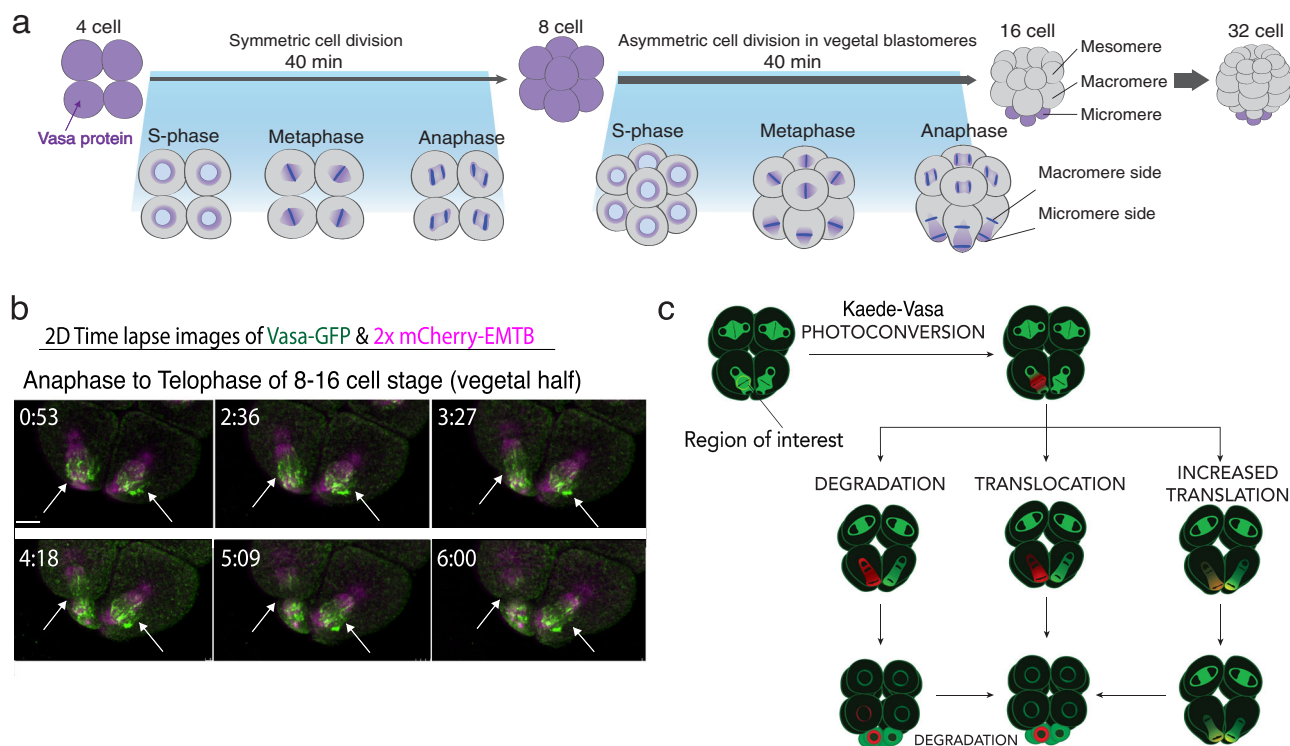 a
4 cell
Symmetric cell division
40 min
8 cell
Asymmetric cell division in vegetal blastomeres
40 min
16 cell
32 cell
Mesomere
Macromere
Micromere
Vasa protein
S-phase
Metaphase
Anaphase
S-phase
Metaphase
Anaphase
Macromere side
Micromere side
b
2D Time lapse images of Vasa-GFP & 2x mCherry-EMTB
Anaphase to Telophase of 8-16 cell stage (vegetal half)
0:53
2:36
3:27
4:18
5:09
6:00
c
Kaede-Vasa
PHOTOCONVERSION
Region of interest
DEGRADATION
TRANSLOCATION
INCREASED
TRANSLATION
DEGRADATION